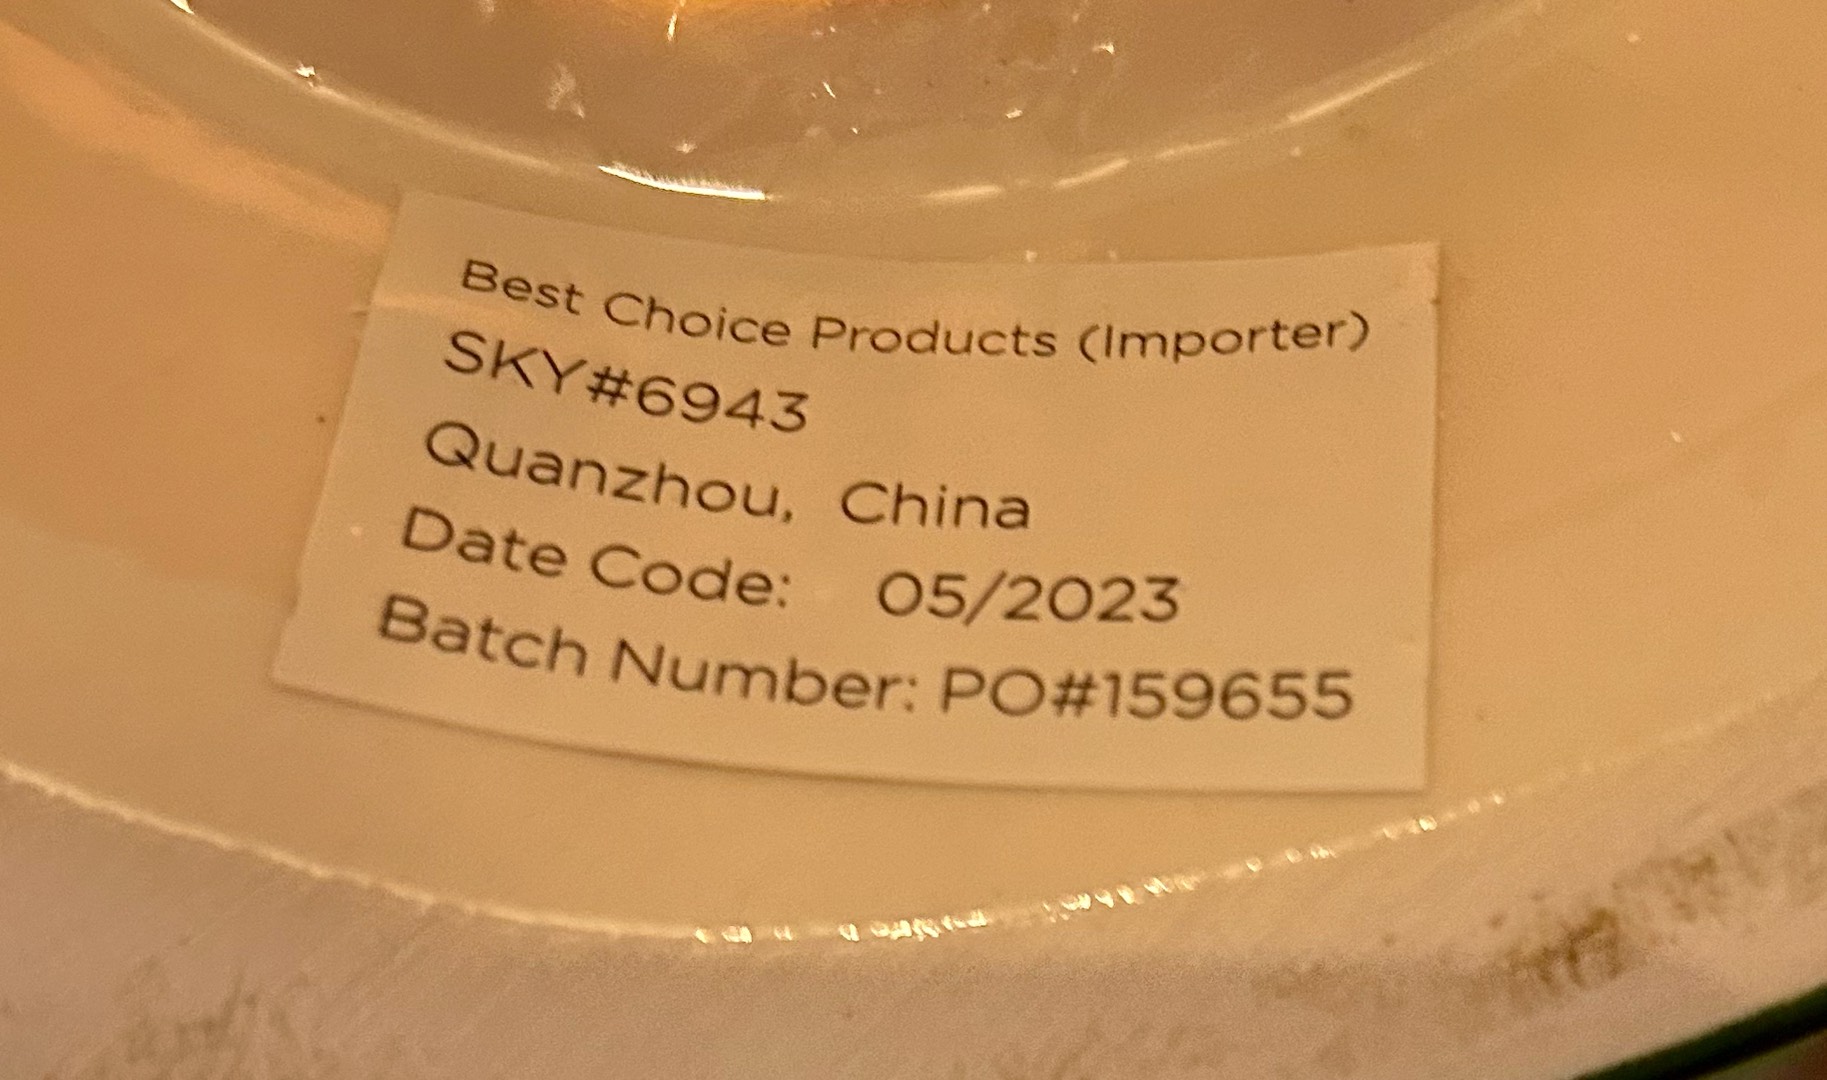 Best Choice Products (Importer)
SKY#6943
Quanzhou, China
Date Code: 05/2023
Batch Number: PO#159655